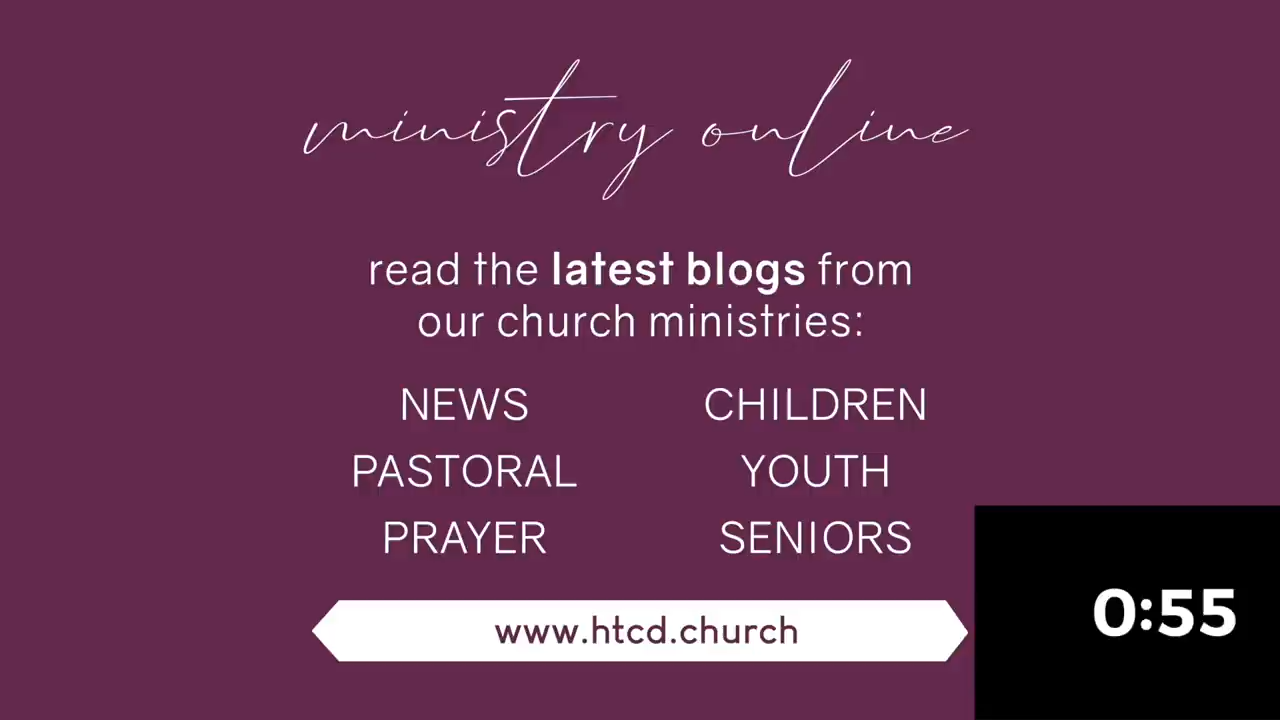 ministry online
read the latest blogs from
our church ministries:
NEWS
CHILDREN
PASTORAL
YOUTH
PRAYER
SENIORS
www.htcd.church
0:55